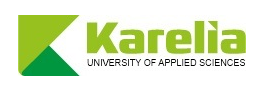 Karelia
UNIVERSITY OF APPLIED SCIENCES